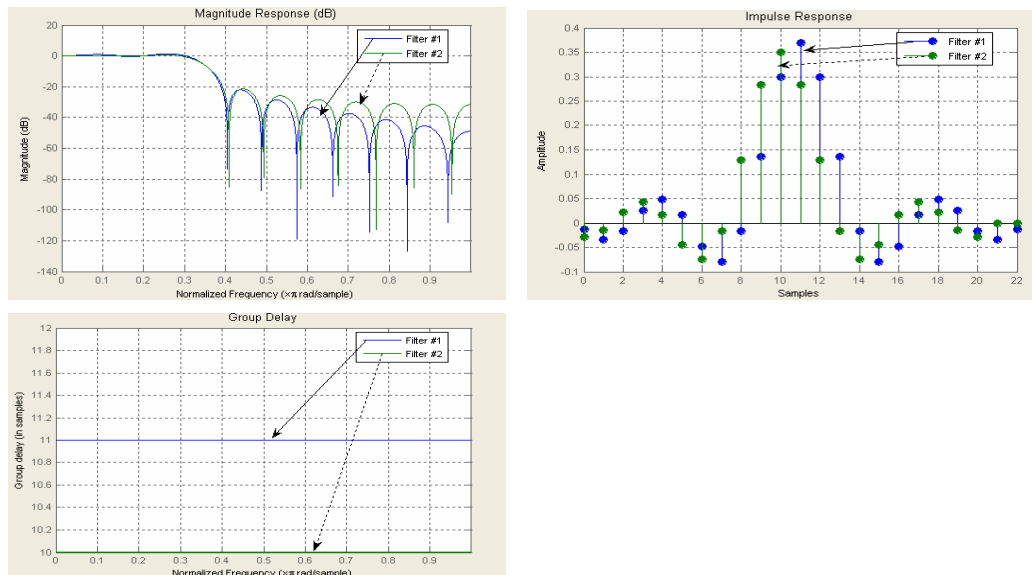 Magnitude Response (dB)
Filter #1
Filter #2
Magnitude (dB)
20
0
-20
-40
-60
-80
-100
-120
-140
0 0.1 0.2 0.3 0.4 0.5 0.6 0.7 0.8 0.9
Normalized Frequency (×π rad/sample)
Impulse Response
Filter #1
Filter #2
Amplitude
0.4
0.35
0.3
0.25
0.2
0.15
0.1
0.05
0
-0.05
-0.1
0 2 4 6 8 10 12 14 16 18 20 22
Samples
Group Delay
Filter #1
Filter #2
Group delay (in samples)
12
11.8
11.6
11.4
11.2
11
10.8
10.6
10.4
10.2
10
0 0.1 0.2 0.3 0.4 0.5 0.6 0.7 0.8 0.9
Normalized Frequency (×π rad/sample)